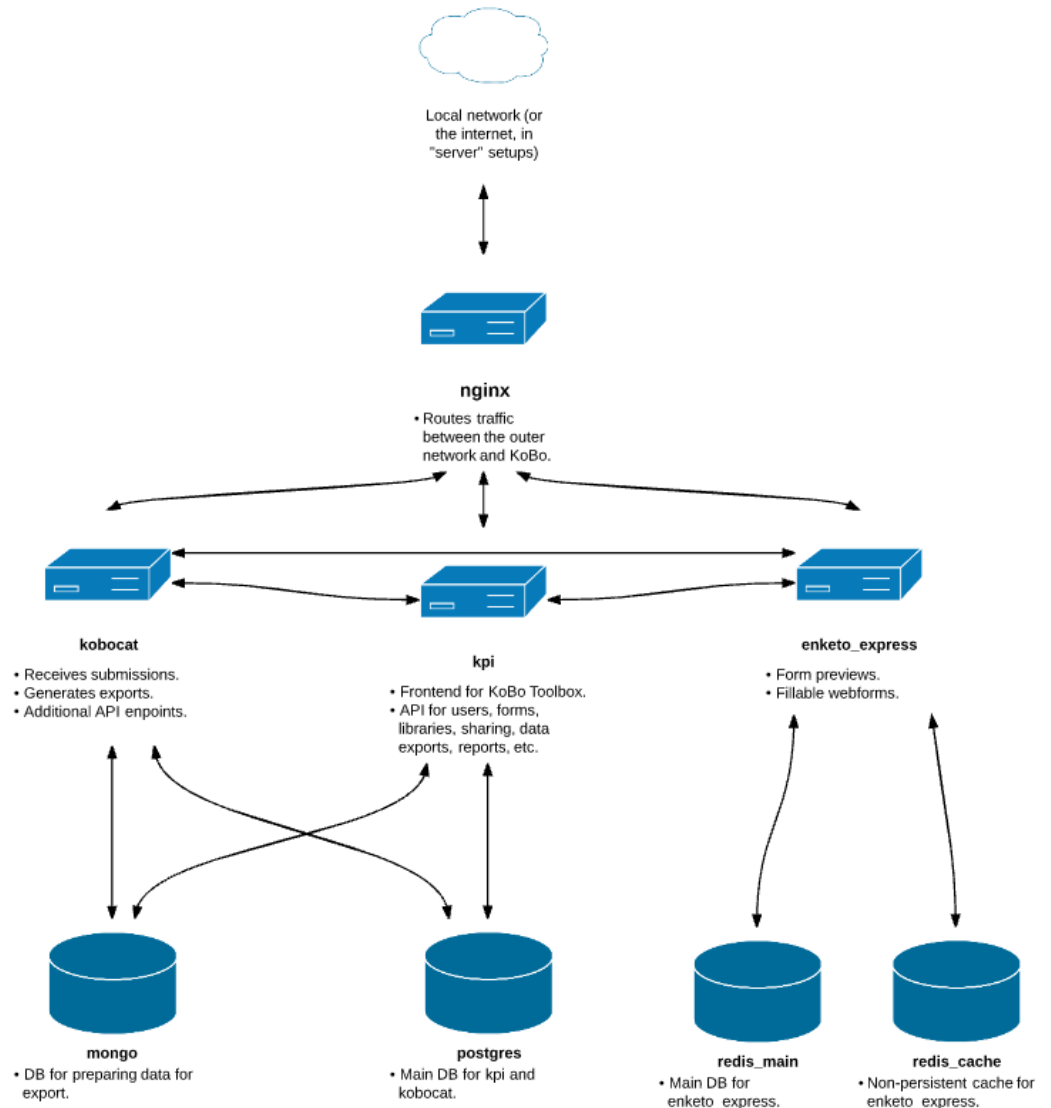 Local network (or
the internet, in
"server" setups)
nginx
• Routes traffic
between the outer
network and KoBo.
kobocat
• Receives submissions.
• Generates exports.
• Additional API enpoints.
kpi
• Frontend for KoBo Toolbox.
• API for users, forms,
libraries, sharing, data
exports, reports, etc.
enketo_express
• Form previews.
• Fillable webforms.
mongo
• DB for preparing data for
export.
postgres
• Main DB for kpi and
kobocat.
redis_main
• Main DB for
enketo_express.
redis_cache
• Non-persistent cache for
enketo_express.